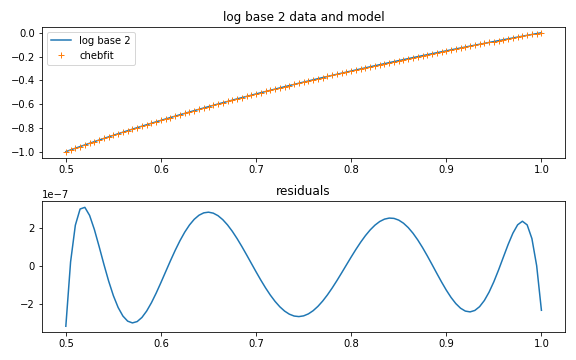 log base 2 data and model
0.0
−0.2
−0.4
−0.6
−0.8
−1.0
log base 2
chebfit
0.5 0.6 0.7 0.8 0.9 1.0
residuals
1e−7
2
0
−2
0.5 0.6 0.7 0.8 0.9 1.0